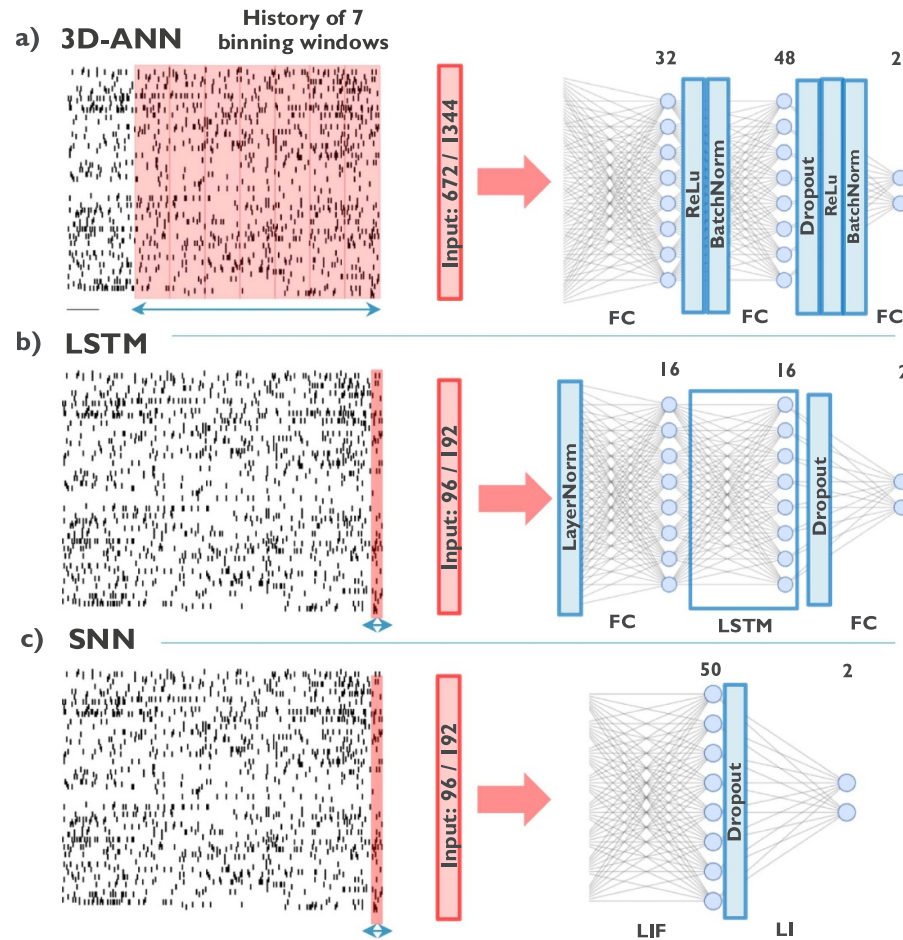 a) 3D-ANN
History of 7
binning windows
Input: 672 / 1344
32
48
2
ReLu
BatchNorm
Dropout
ReLu
BatchNorm
FC
FC
FC
b) LSTM
Input: 96 / 192
16
16
2
LayerNorm
Dropout
FC
LSTM
FC
c) SNN
Input: 96 / 192
50
2
Dropout
LIF
LI